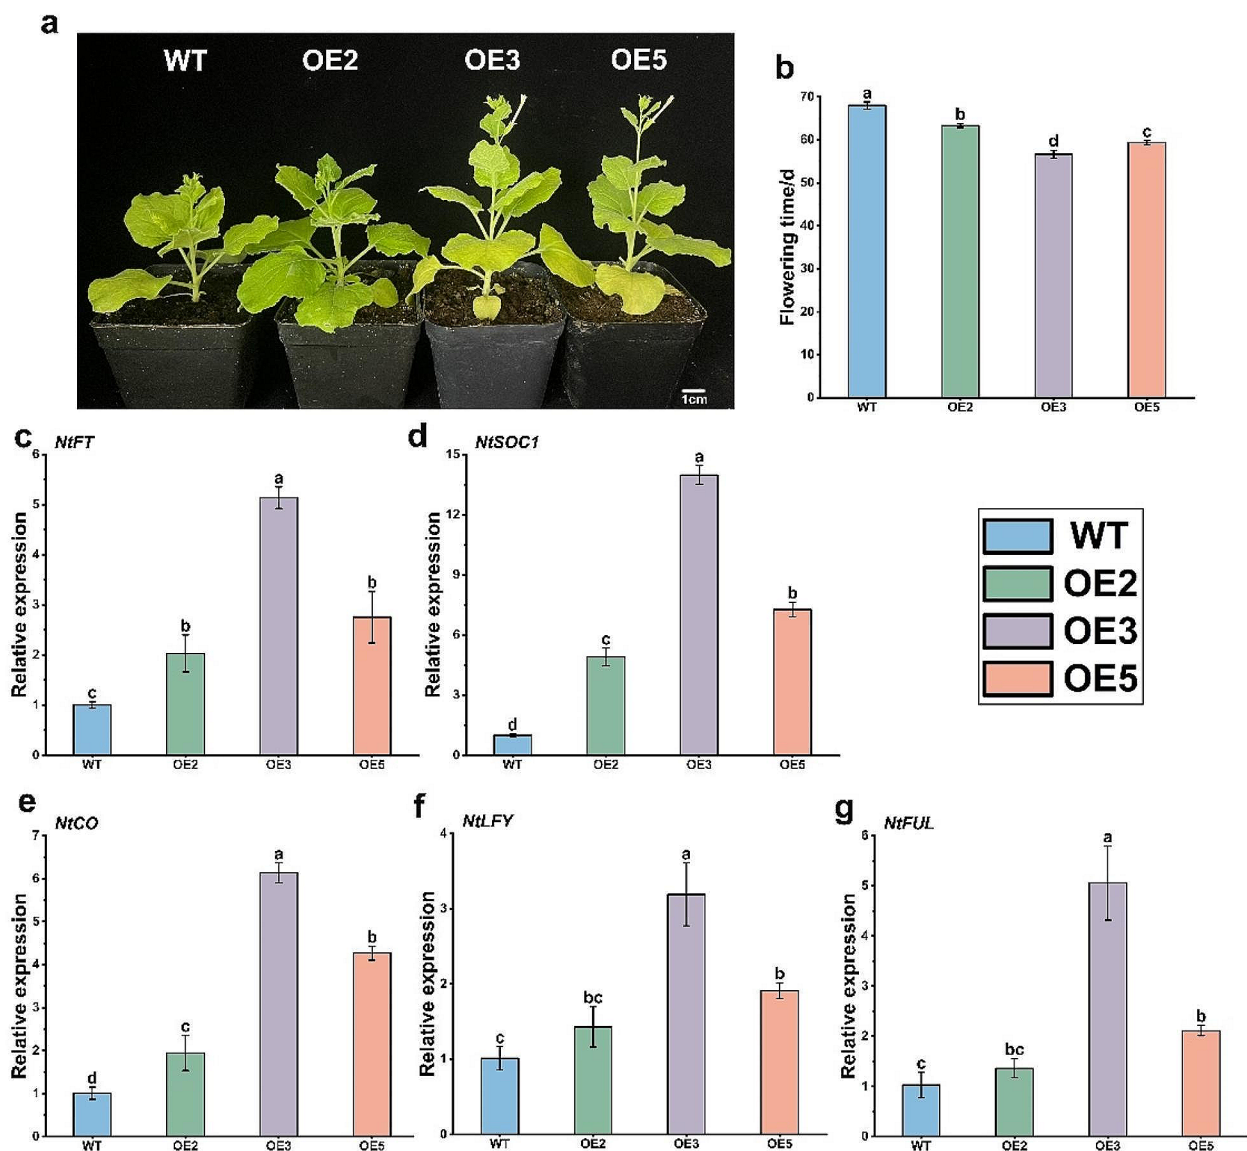 a
WT OE2 OE3 OE5
1cm
b
Flowering time/d
70
60
50
40
30
20
10
0
a b d c
WT OE2 OE3 OE5
c
NtFT
Relative expression
6
5
4
3
2
1
0
c b a b
WT OE2 OE3 OE5
d
NtSOC1
Relative expression
15
12
9
6
3
0
d c a b
WT OE2 OE3 OE5
WT
OE2
OE3
OE5
e
NtCO
Relative expression
7
6
5
4
3
2
1
0
d c a b
WT OE2 OE3 OE5
f
NtLFY
Relative expression
4
3
2
1
0
c bc a b
WT OE2 OE3 OE5
g
NtFUL
Relative expression
6
5
4
3
2
1
0
c bc a b
WT OE2 OE3 OE5